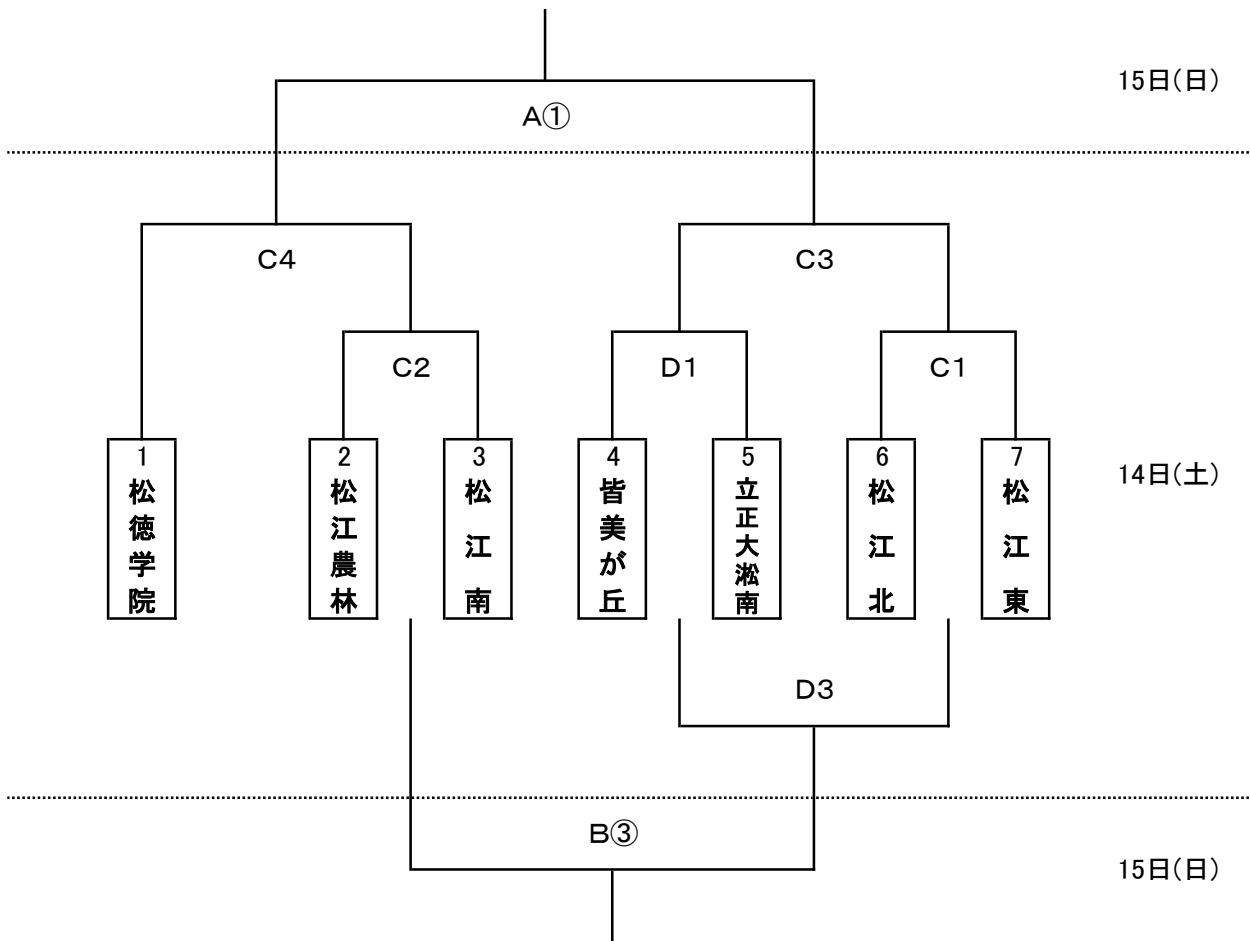 15日(日)
A①
C4
C3
C2
D1
C1
1
松徳学院
2
松江農林
3
松江南
4
皆美が丘
5
立正大淞南
6
松江北
7
松江東
14日(土)
D3
B③
15日(日)